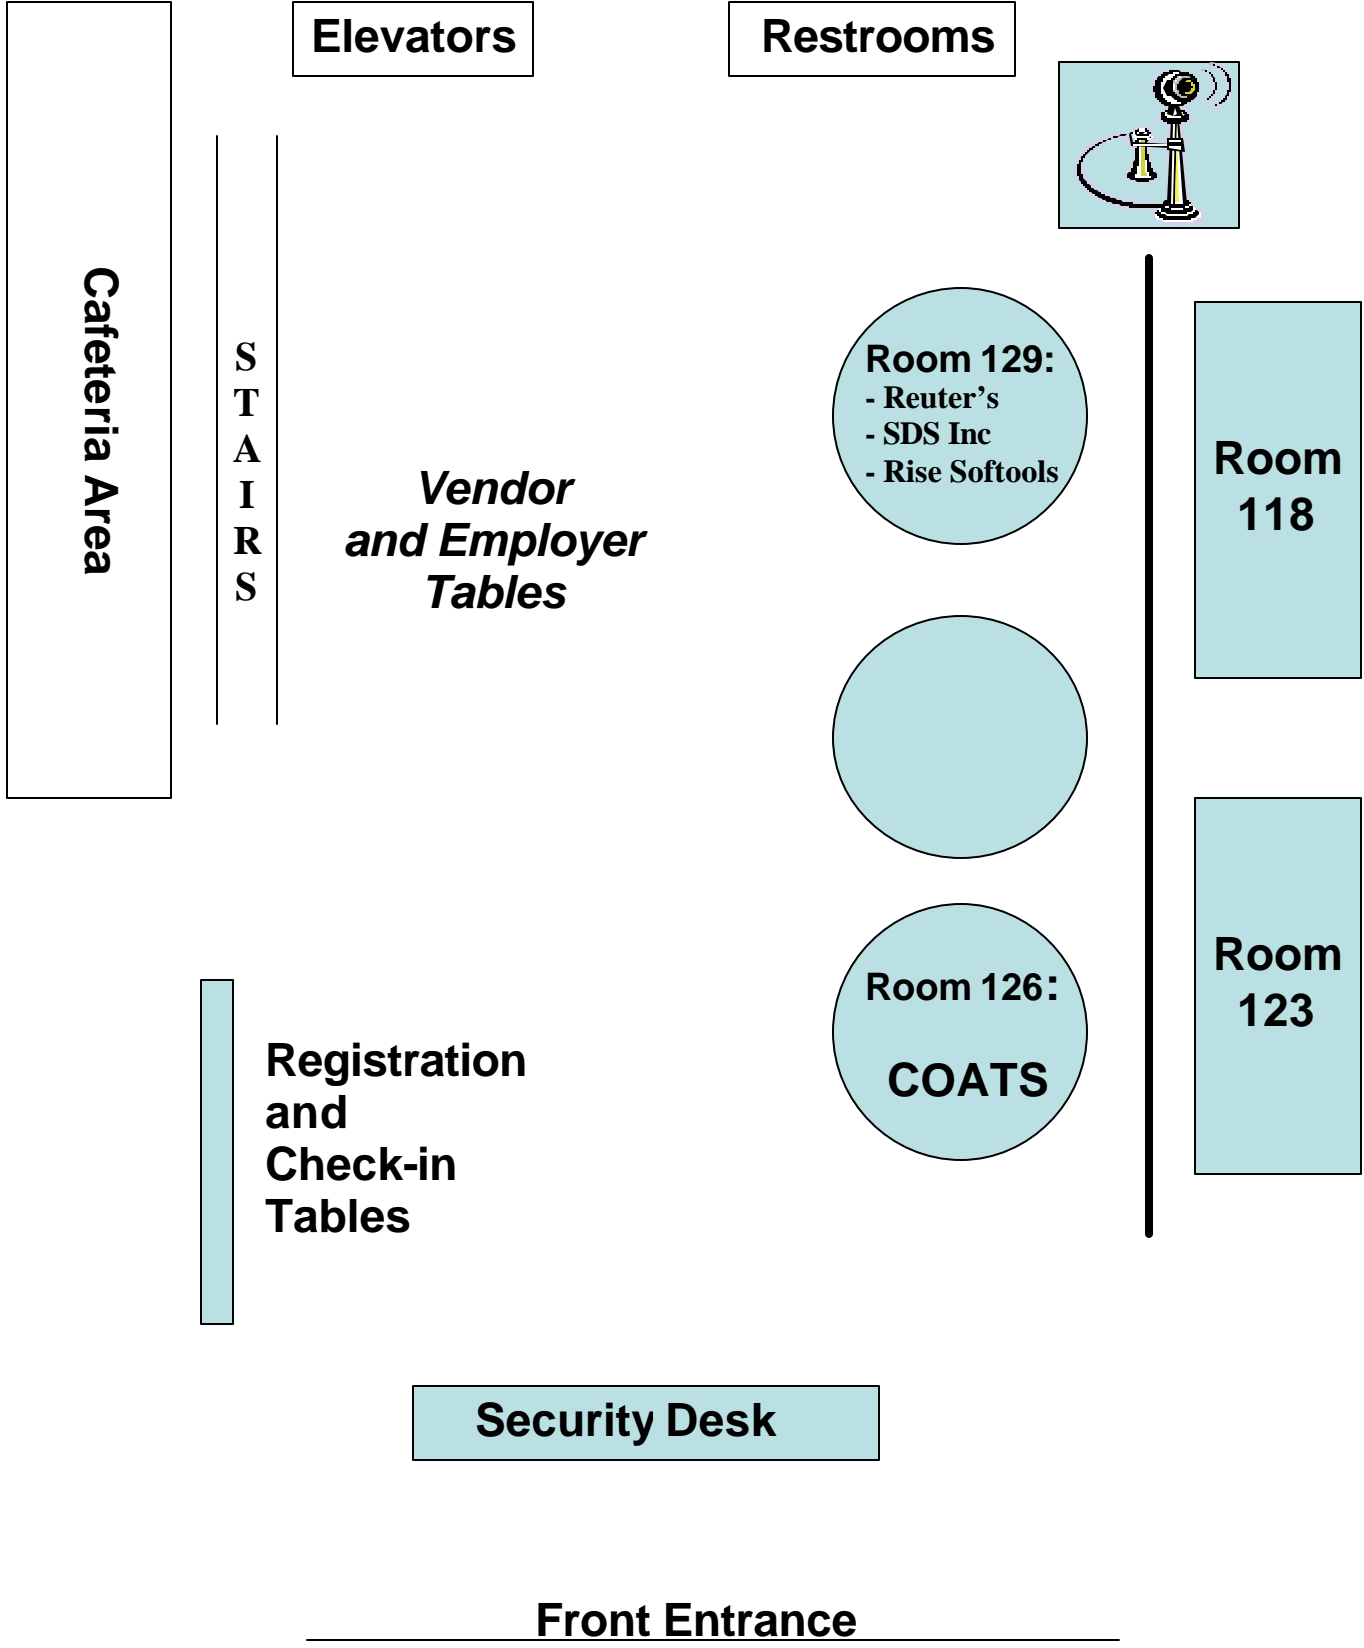 Elevators
Restrooms
Cafeteria Area
S
T
A
I
R
S
Vendor
and Employer
Tables
Room 129:
- Reuter’s
- SDS Inc
- Rise Softools
Room
118
Room 126:
COATS
Room
123
Registration
and
Check-in
Tables
Security Desk
Front Entrance